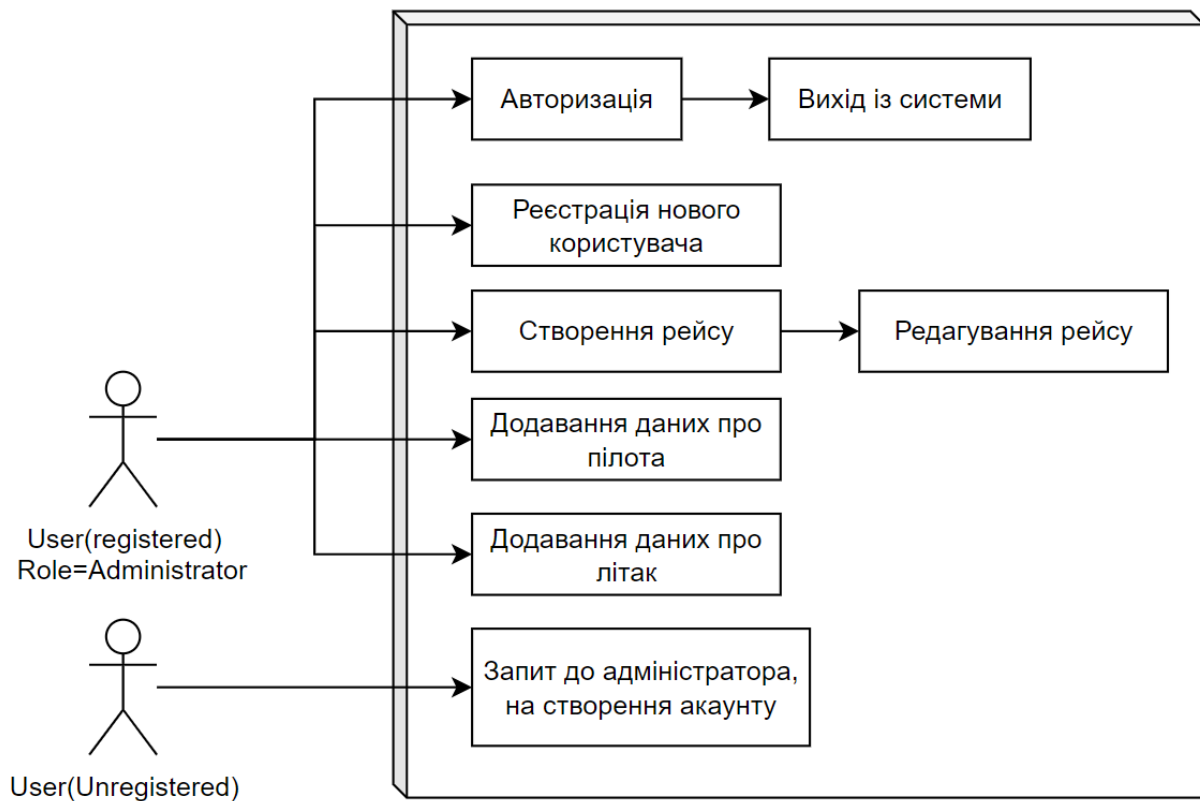 Авторизація
Вихід із системи
Реєстрація нового
користувача
Створення рейсу
Редагування рейсу
Додавання даних про
пілота
User(registered)
Role=Administrator
Додавання даних про
літак
Запит до адміністратора,
на створення акаунту
User(Unregistered)